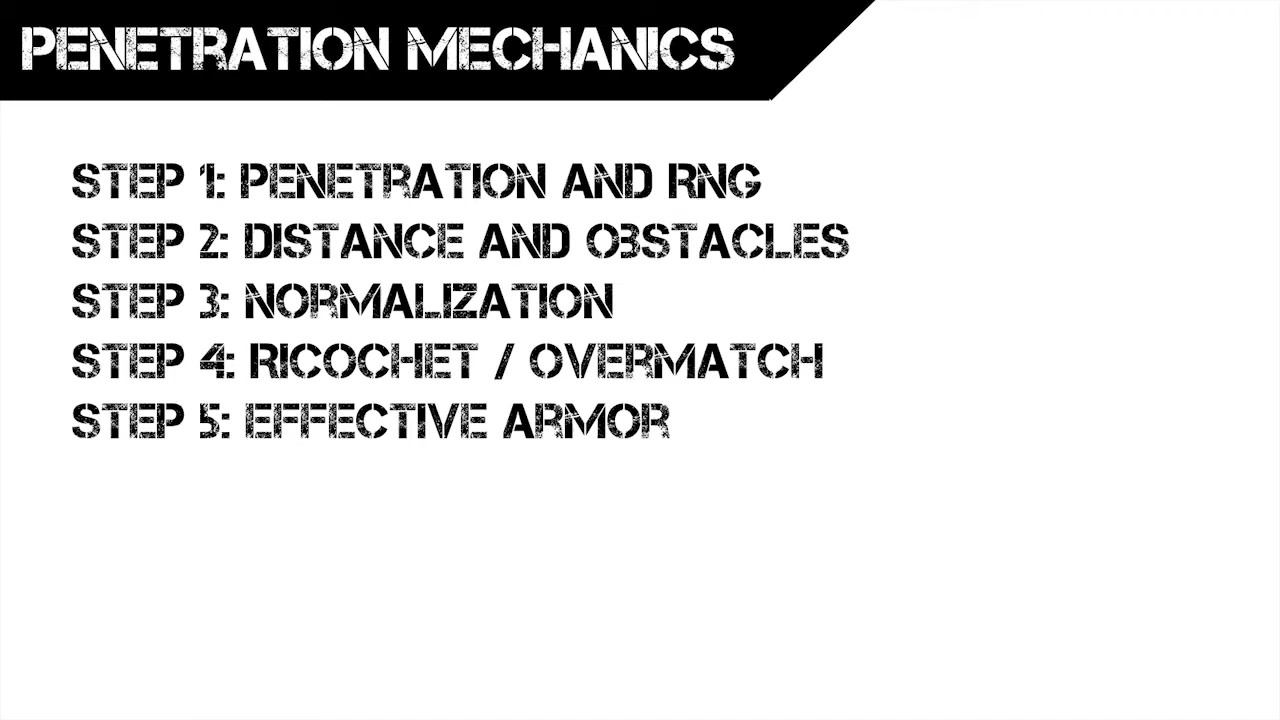 PENETRATION MECHANICS
STEP 1: PENETRATION AND RNG
STEP 2: DISTANCE AND OBSTACLES
STEP 3: NORMALIZATION
STEP 4: RICOCHET / OVERMATCH
STEP 5: EFFECTIVE ARMOR